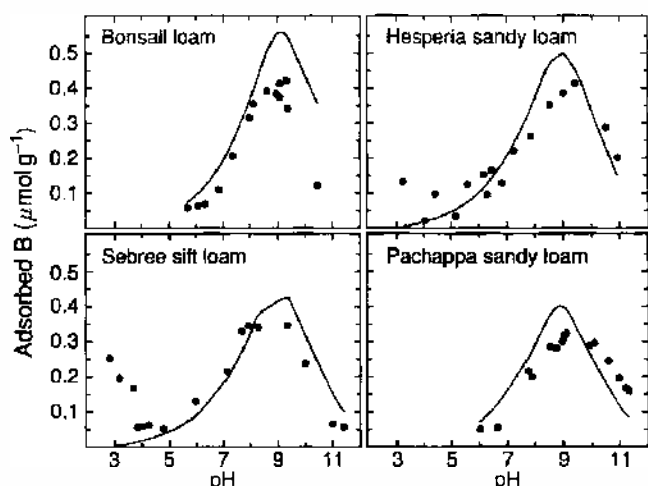 Bonsall loam
Hesperia sandy loam
0.5
0.4
0.3
0.2
0.1
Sebree sift loam
Pachappa sandy loam
0.5
0.4
0.3
0.2
0.1
Adsorbed B (μmol g⁻¹)
3 5 7 9 11
3 5 7 9 11
pH
pH